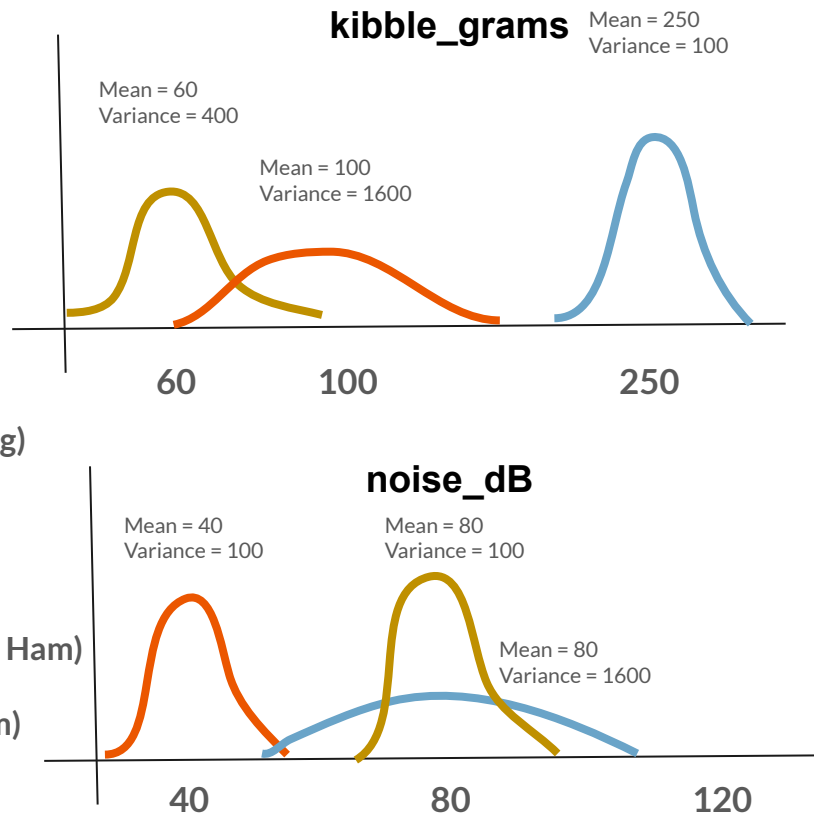 kibble_grams
Mean = 250
Variance = 100
Mean = 60
Variance = 400
Mean = 100
Variance = 1600
60 100 250
g)
noise_dB
Mean = 40
Variance = 100
Mean = 80
Variance = 100
Ham)
Mean = 80
Variance = 1600
40 80 120